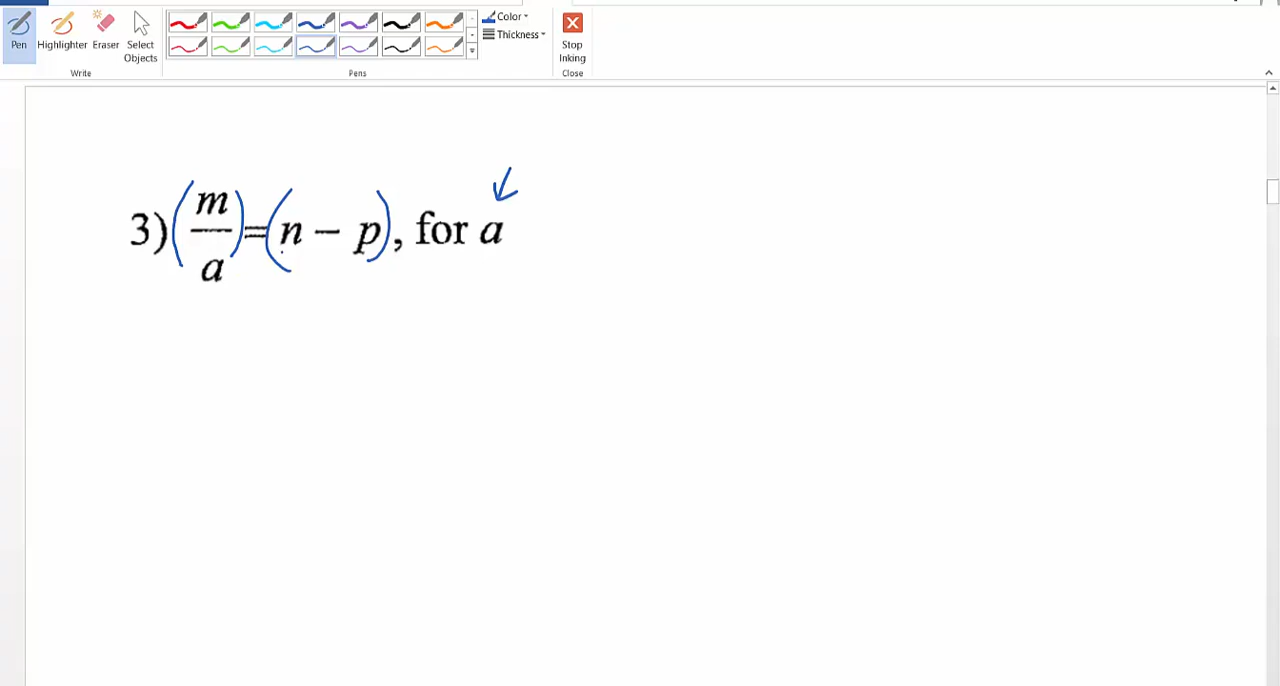 Pen
Highlighter
Eraser
Select
Objects
Color
Thickness
Stop
Inking
Write
Pens
Close
3) (m/a) = (n − p), for a